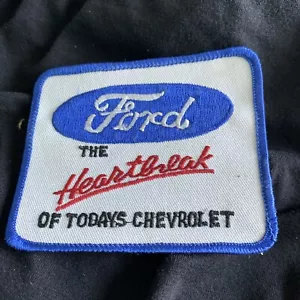 Ford
THE
Heartbreak
OF TODAYS CHEVROLET